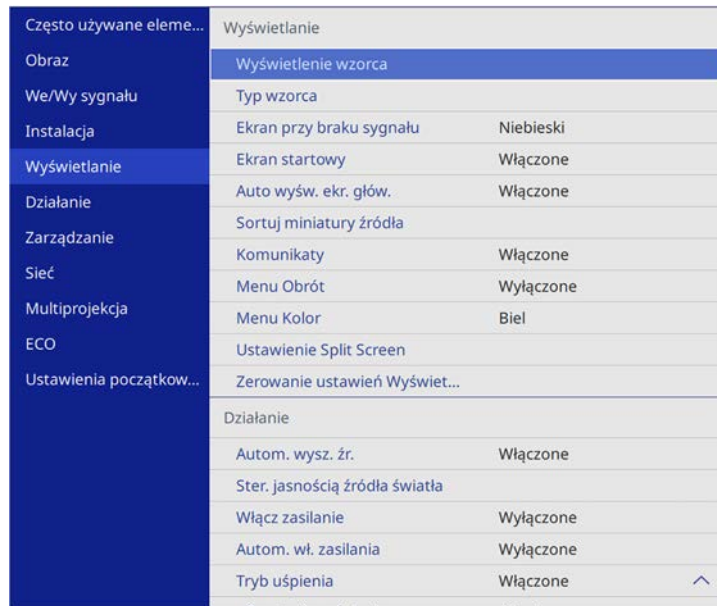 Często używane eleme...
Obraz
We/Wy sygnału
Instalacja
Wyświetlanie
Działanie
Zarządzanie
Sieć
Multiprojekcja
ECO
Ustawienia początkow...
Wyświetlanie
Wyświetlenie wzorca
Typ wzorca
Ekran przy braku sygnału Niebieski
Ekran startowy Włączone
Auto wyśw. ekr. głów. Włączone
Sortuj miniatury źródła
Komunikaty Włączone
Menu Obrót Wyłączone
Menu Kolor Biel
Ustawienie Split Screen
Zerowanie ustawień Wyświet...
Działanie
Autom. wysz. źr. Włączone
Ster. jasnością źródła światła
Włącz zasilanie Wyłączone
Autom. wł. zasilania Wyłączone
Tryb uśpienia Włączone